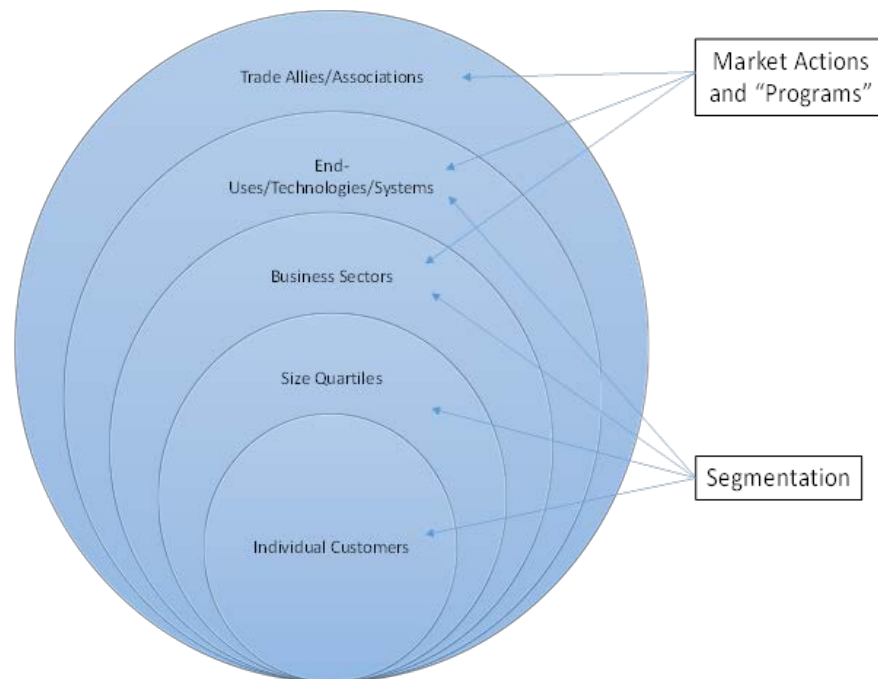 Trade Allies/Associations
Market Actions
and “Programs”
End-
Uses/Technologies/Systems
Business Sectors
Size Quartiles
Segmentation
Individual Customers